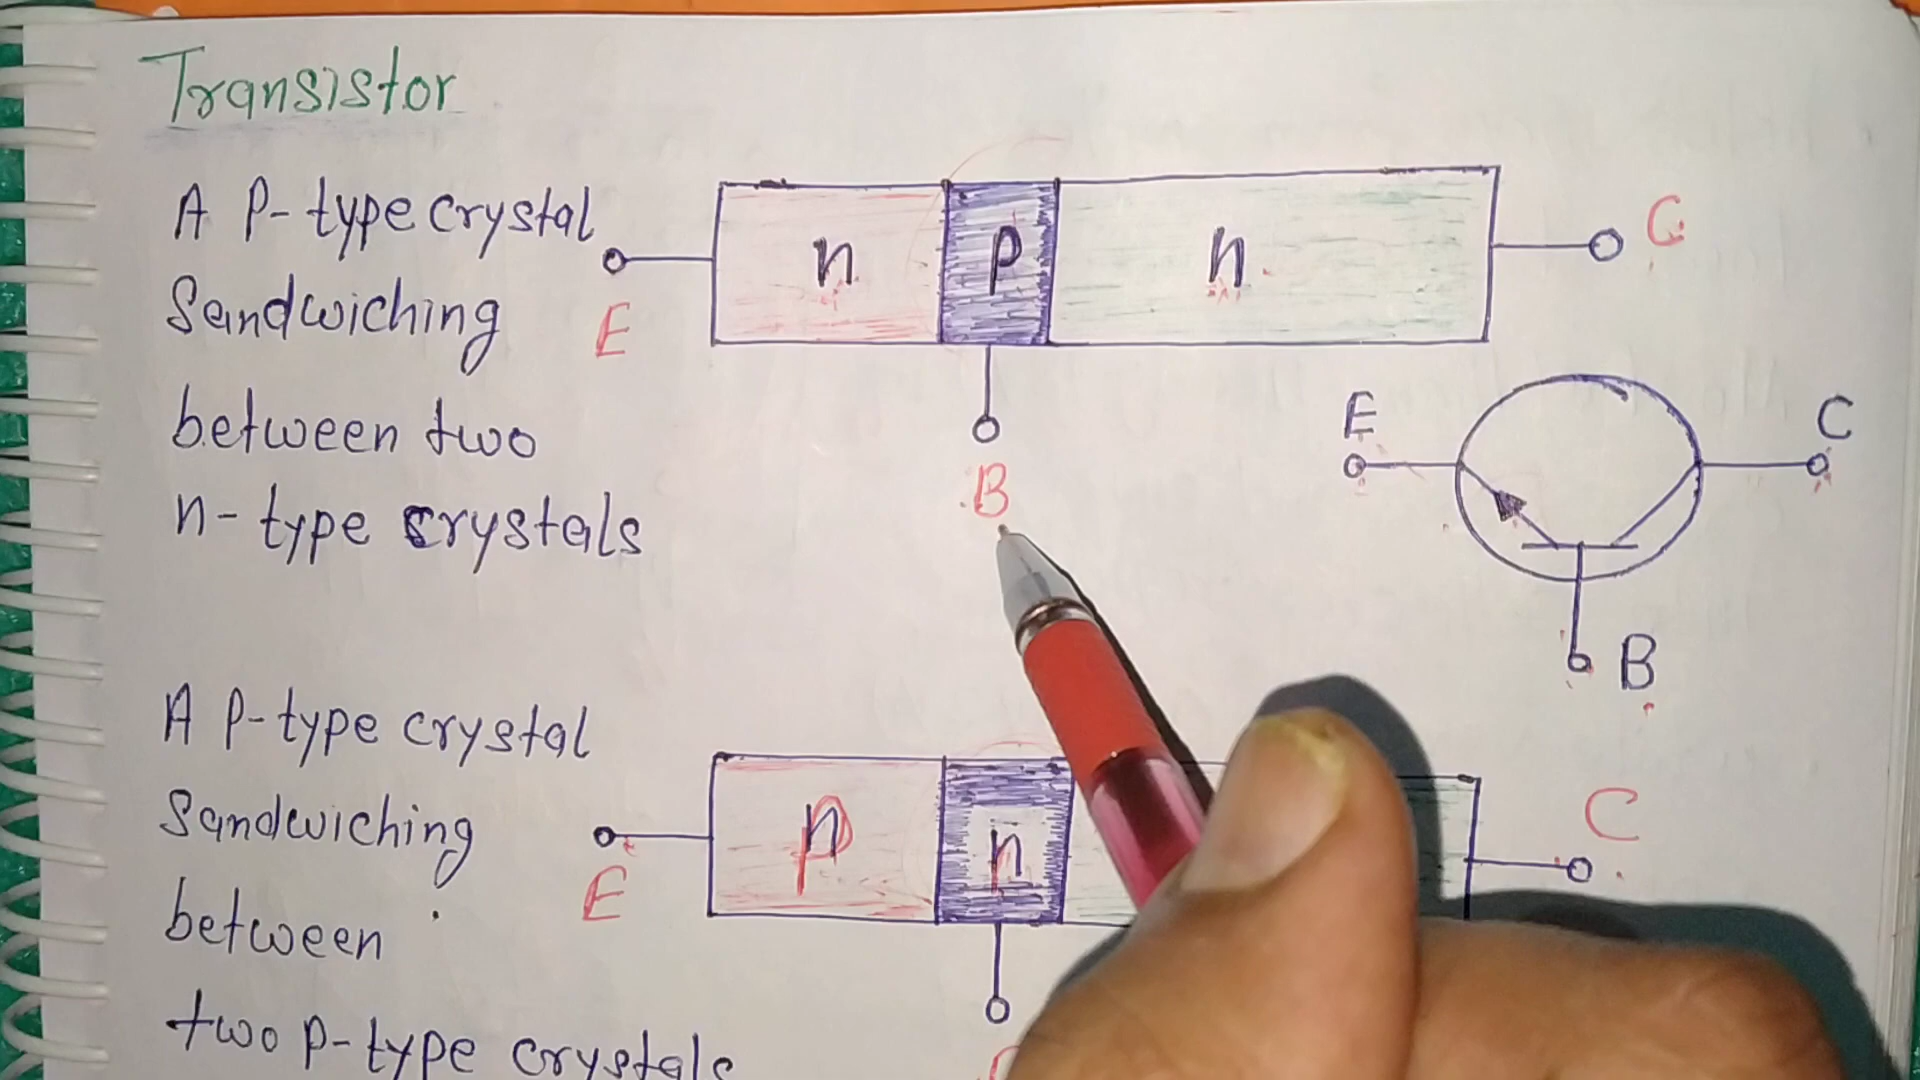 Transistor
A P-type crystal
Sandwiching
between two
n-type crystals
n p n
E
C
B
E
C
B
A P-type crystal
Sandwiching
between
two p-type crystals
p n
E
C